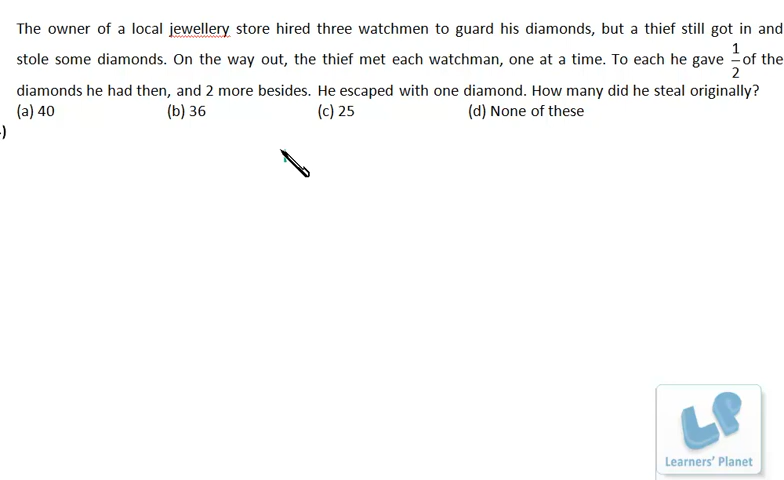 The owner of a local jewellery store hired three watchmen to guard his diamonds, but a thief still got in and
stole some diamonds. On the way out, the thief met each watchman, one at a time. To each he gave 1/2 of the
diamonds he had then, and 2 more besides. He escaped with one diamond. How many did he steal originally?
(a) 40 (b) 36 (c) 25 (d) None of these
)
LP
Learners' Planet